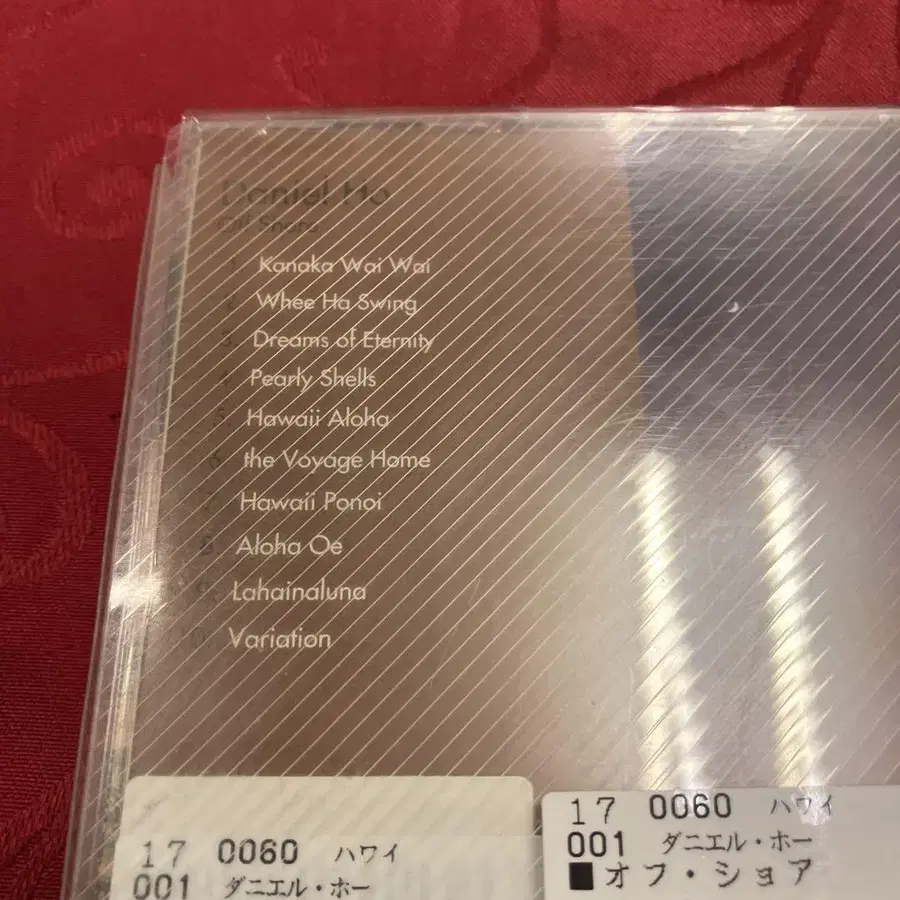 Daniel Ho
Off Shore
1. Kanaka Wai Wai
2. Whee Ha Swing
3. Dreams of Eternity
4. Pearly Shells
5. Hawaii Aloha
6. the Voyage Home
7. Hawaii Ponoi
8. Aloha Oe
9. Lahainaluna
10. Variation
17 0060 ハワイ
001 ダニエル・ホー
17 0060 ハワイ
001 ダニエル・ホー
■オフ・ショア